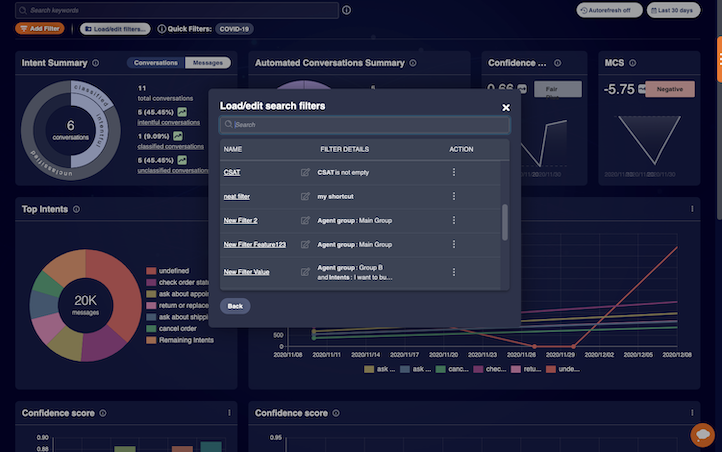 Search keywords
Autorefresh off
Last 30 days
Add Filter
Load/edit filters...
Quick Filters:
COVID-19
Intent Summary
Conversations
Messages
classified
intentful
unclassified
6
conversations
11
total conversations
5 (45.45%)
intentful conversations
1 (9.09%)
classified conversations
5 (45.45%)
unclassified conversations
Automated Conversations Summary
Confidence ...
Fair
MCS
-5.75
Negative
Load/edit search filters
Search
NAME
FILTER DETAILS
ACTION
CSAT
CSAT is not empty
neat filter
my shortcut
New Filter 2
Agent group : Main Group
New Filter Feature123
Agent group : Main Group
New Filter Value
Agent group : Group B
and Intents : I want to bu...
Back
Top Intents
20K
messages
undefined
check order stat
ask about appoin
return or replace
ask about shippi
cancel order
Remaining Intents
500
0
2020/11/08
2020/11/11
2020/11/14
2020/11/17
2020/11/20
2020/11/23
2020/11/26
2020/11/29
2020/12/02
2020/12/05
2020/12/08
ask ...
ask ...
canc...
chec...
retu...
unde...
Confidence score
0.90
0.85
Confidence score
0.95